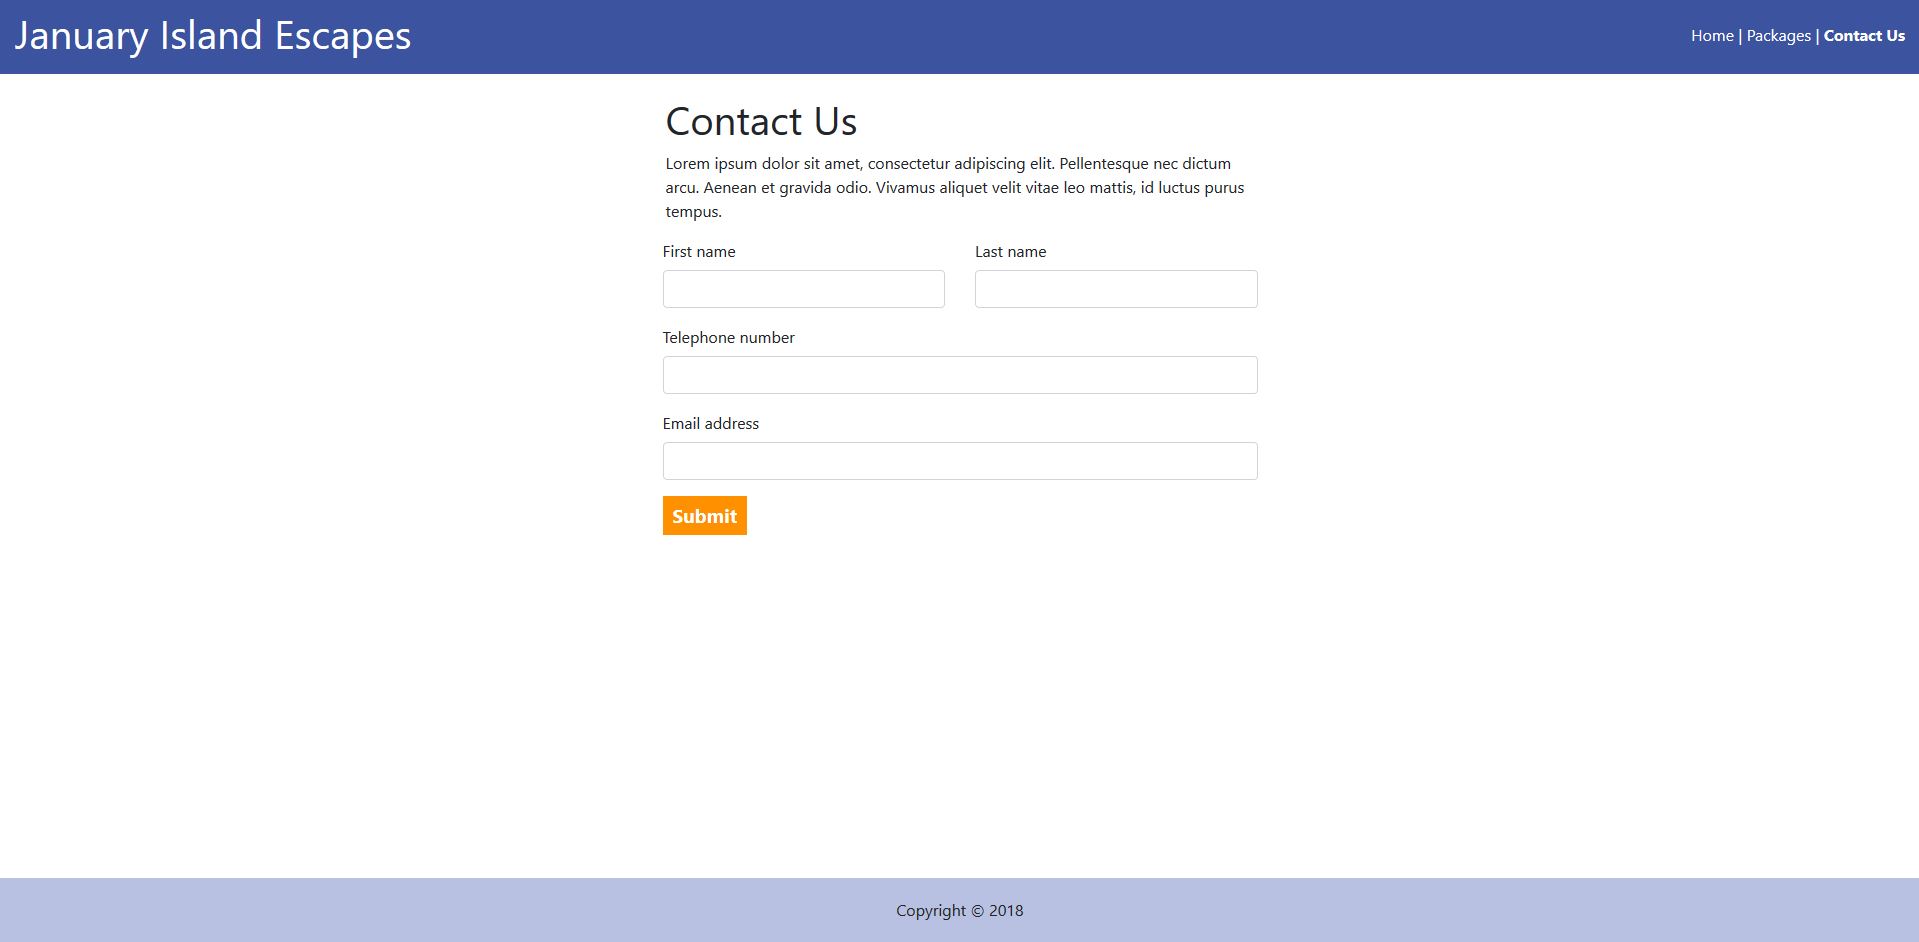 January Island Escapes
Home | Packages | Contact Us
Contact Us
Lorem ipsum dolor sit amet, consectetur adipiscing elit. Pellentesque nec dictum
arcu. Aenean et gravida odio. Vivamus aliquet velit vitae leo mattis, id luctus purus
tempus.
First name
Last name
Telephone number
Email address
Submit
Copyright © 2018